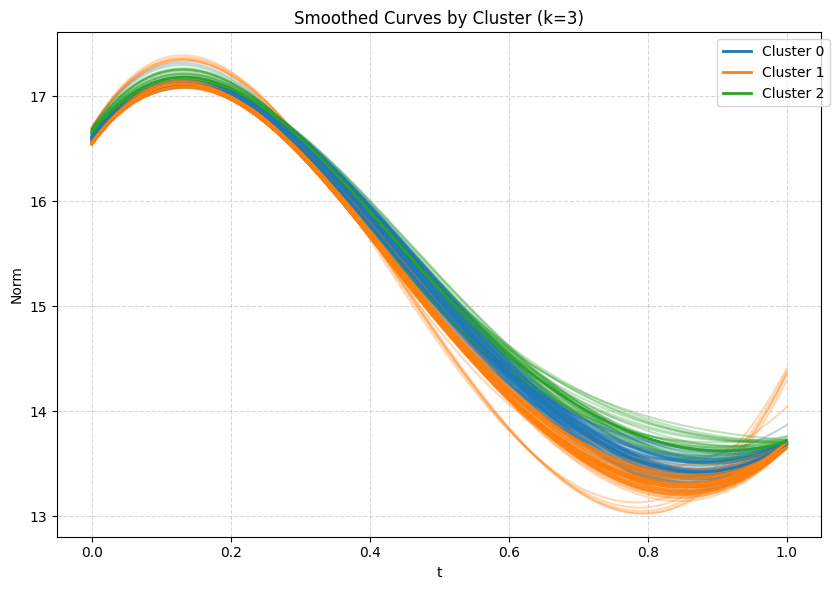 Smoothed Curves by Cluster (k=3)
Cluster 0
Cluster 1
Cluster 2
Norm
17
16
15
14
13
0.0 0.2 0.4 0.6 0.8 1.0
t